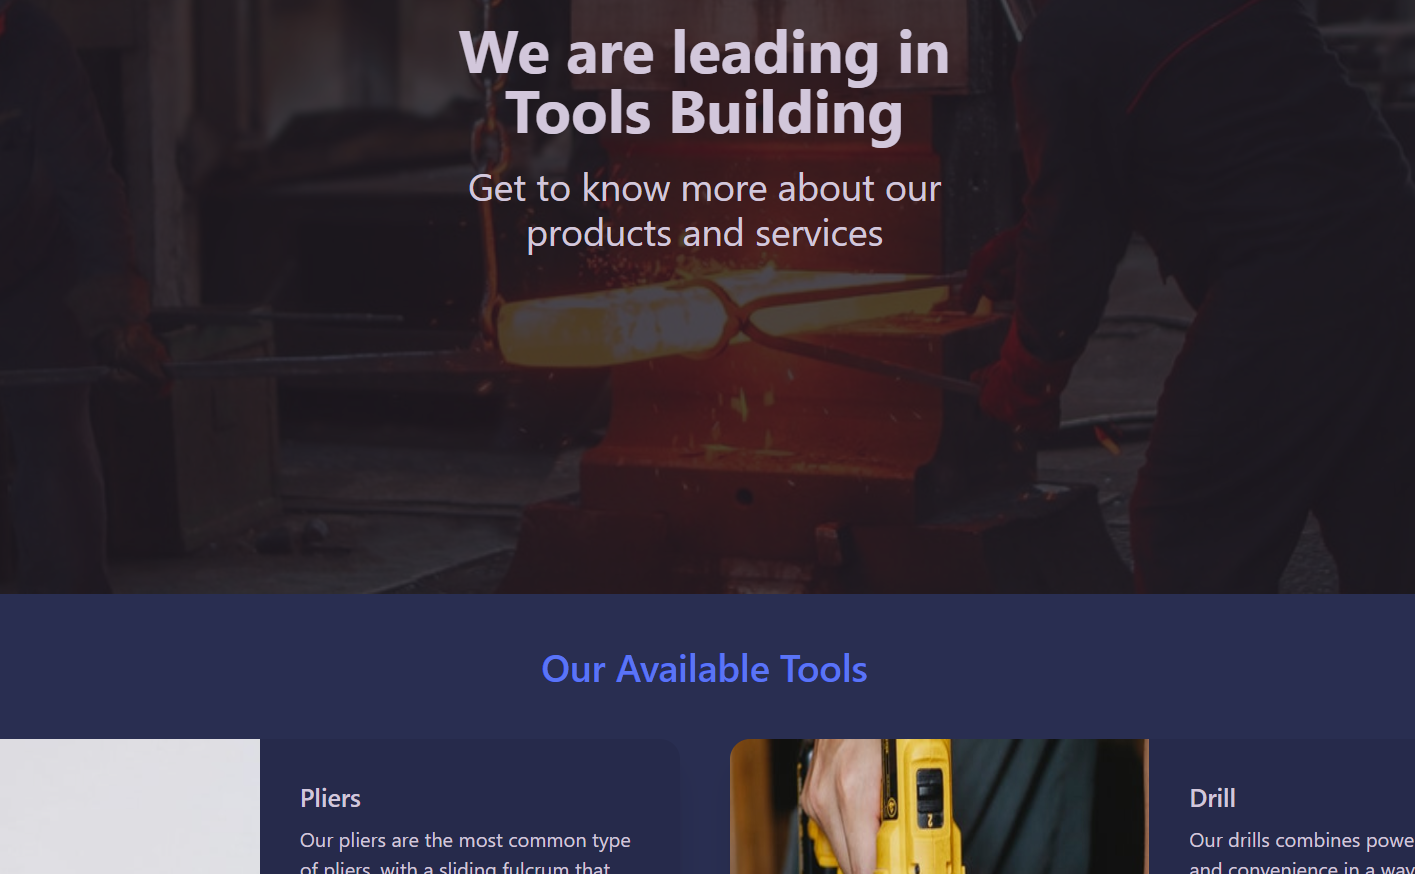 We are leading in
Tools Building
Get to know more about our
products and services
Our Available Tools
Pliers
Our pliers are the most common type
of pliers, with a sliding fulcrum that
Drill
Our drills combines powe
and convenience in a way
2